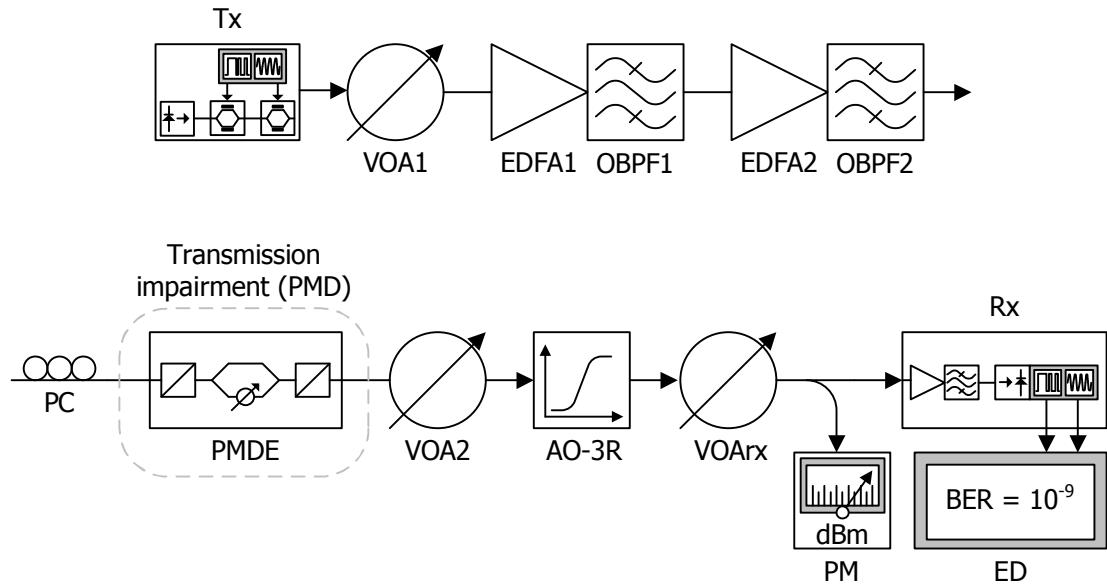 Tx
VOA1
EDFA1
OBPF1
EDFA2
OBPF2
Transmission
impairment (PMD)
Rx
PC
PMDE
VOA2
AO-3R
VOArx
dBm
BER = 10⁻⁹
PM
ED